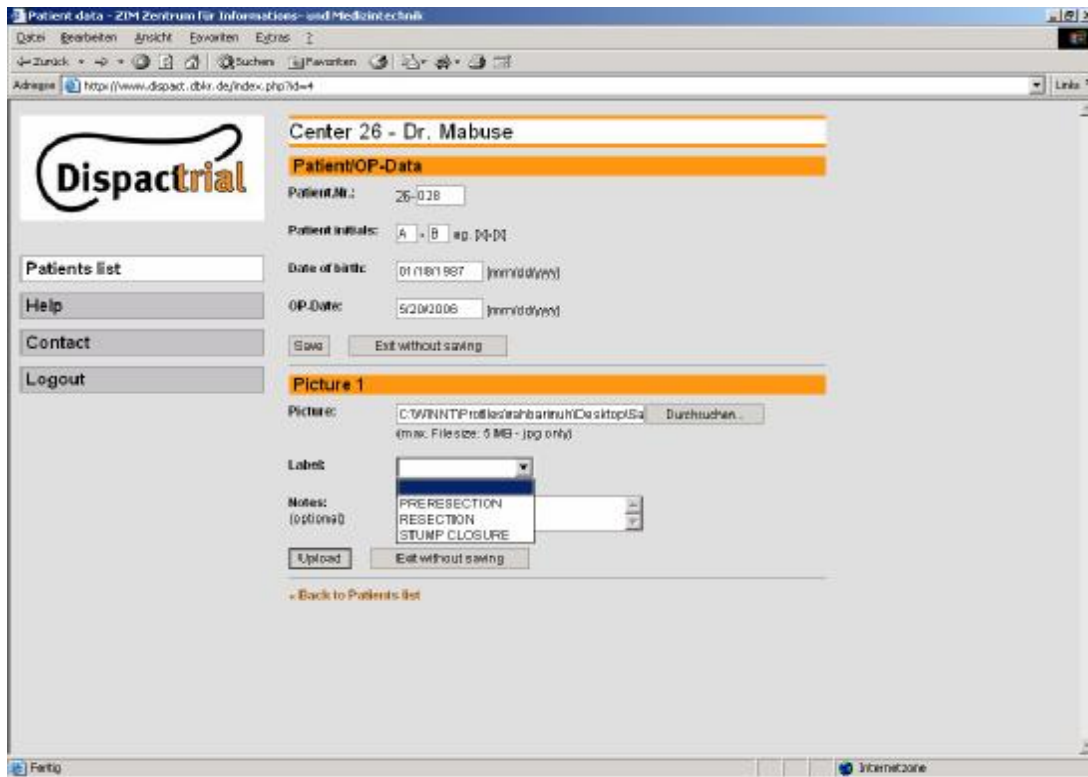 Patient data - ZIM Zentrum für Informations- und Medizintechnik
Datei Bearbeiten Ansicht Favoriten Extras ?
Zurück Suchen Favoriten
Adresse http://www.dispact.dbkr.de/index.php?id=4 Links
Dispactrial
Center 26 - Dr. Mabuse
Patient/OP-Data
Patient.Nr.: 26-028
Patient initials: A - B eg. [X]-[X]
Date of birth: 01/18/1987 [mm/dd/yyyy]
OP-Date: 5/20/2006 [mm/dd/yyyy]
Save Exit without saving
Patients list
Help
Contact
Logout
Picture 1
Picture: Durchsuchen...
(max. Filesize: 5 MB - jpg only)
Label:
PRERESECTION
RESECTION
STUMP CLOSURE
Notes:
(optional)
Upload Exit without saving
« Back to Patients list
Fertig Internetzone